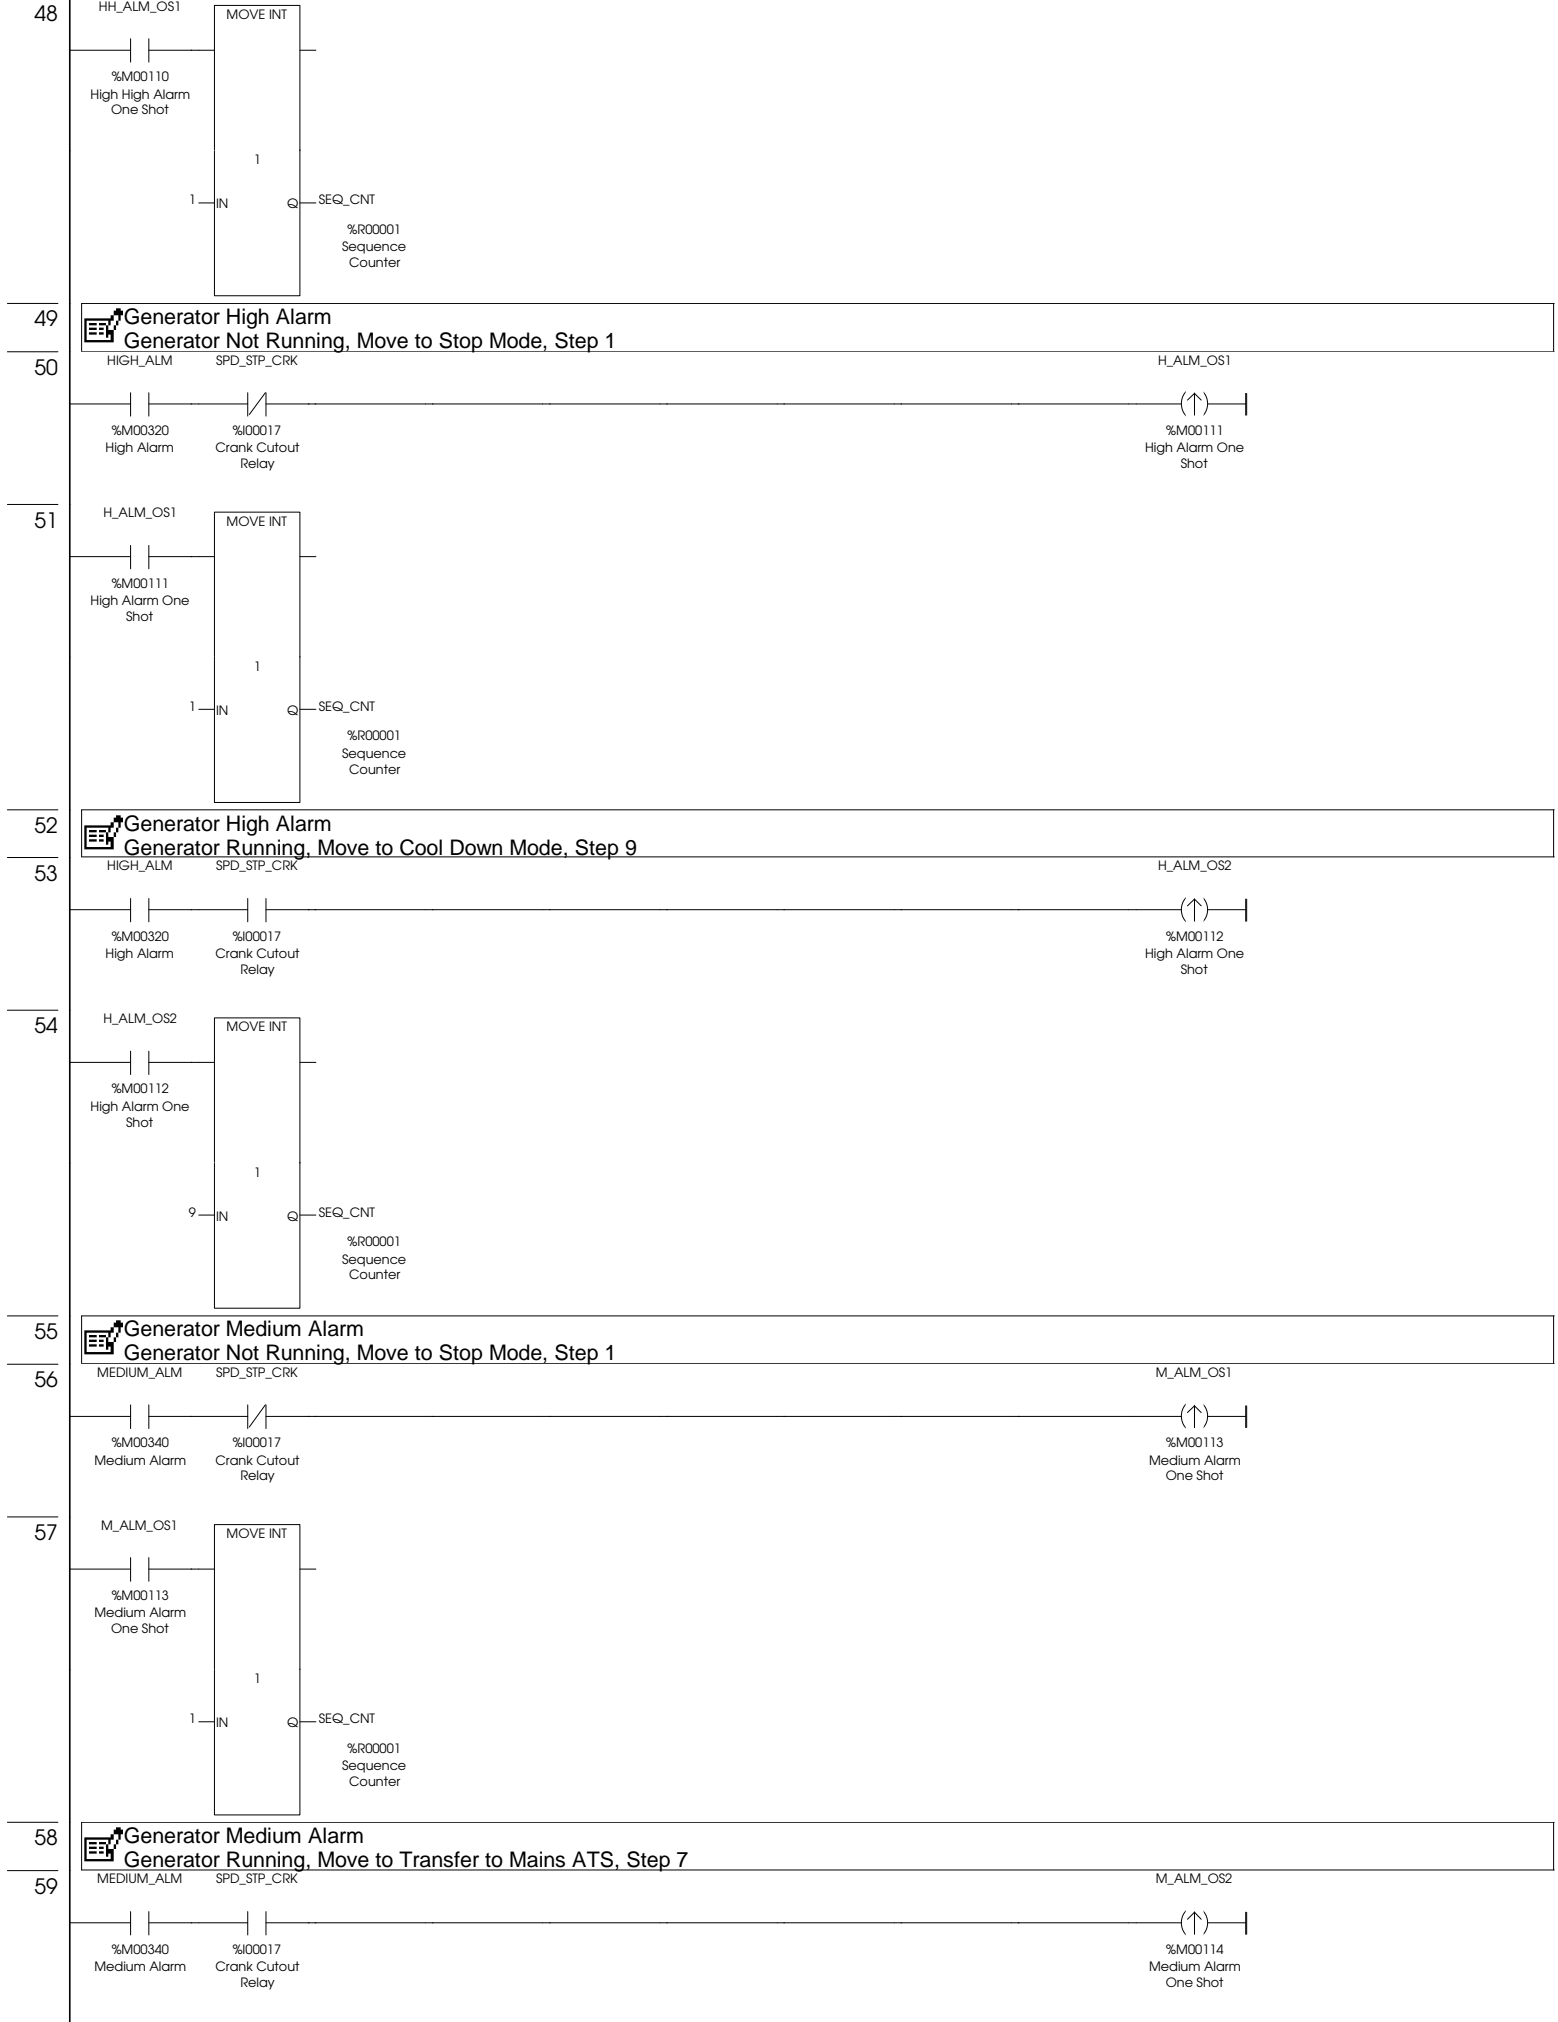 48
HH_ALM_OS1
MOVE INT
%M00110
High High Alarm
One Shot
1
1
IN
Q
SEQ_CNT
%R00001
Sequence
Counter
49
Generator High Alarm
Generator Not Running, Move to Stop Mode, Step 1
50
HIGH_ALM
SPD_STP_CRK
H_ALM_OS1
%M00320
High Alarm
%I00017
Crank Cutout
Relay
%M00111
High Alarm One
Shot
51
H_ALM_OS1
MOVE INT
%M00111
High Alarm One
Shot
1
1
IN
Q
SEQ_CNT
%R00001
Sequence
Counter
52
Generator High Alarm
Generator Running, Move to Cool Down Mode, Step 9
53
HIGH_ALM
SPD_STP_CRK
H_ALM_OS2
%M00320
High Alarm
%I00017
Crank Cutout
Relay
%M00112
High Alarm One
Shot
54
H_ALM_OS2
MOVE INT
%M00112
High Alarm One
Shot
1
9
IN
Q
SEQ_CNT
%R00001
Sequence
Counter
55
Generator Medium Alarm
Generator Not Running, Move to Stop Mode, Step 1
56
MEDIUM_ALM
SPD_STP_CRK
M_ALM_OS1
%M00340
Medium Alarm
%I00017
Crank Cutout
Relay
%M00113
Medium Alarm
One Shot
57
M_ALM_OS1
MOVE INT
%M00113
Medium Alarm
One Shot
1
1
IN
Q
SEQ_CNT
%R00001
Sequence
Counter
58
Generator Medium Alarm
Generator Running, Move to Transfer to Mains ATS, Step 7
59
MEDIUM_ALM
SPD_STP_CRK
M_ALM_OS2
%M00340
Medium Alarm
%I00017
Crank Cutout
Relay
%M00114
Medium Alarm
One Shot